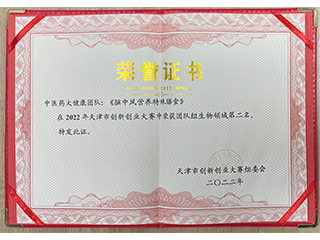 荣誉证书
中医药大健康团队：《脑中风营养特殊膳食》
在2022年天津市创新创业大赛中荣获团队组生物领域第二名，
特发此证。
天津市创新创业大赛组委会
二〇二二年